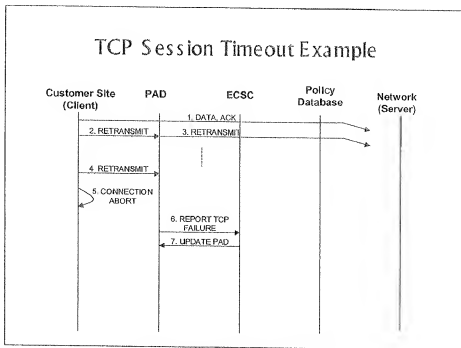 TCP Session Timeout Example
Customer Site
(Client)
PAD
ECSC
Policy
Database
Network
(Server)
1. DATA, ACK
2. RETRANSMIT
3. RETRANSMIT
4 RETRANSMIT
5. CONNECTION
ABORT
6. REPORT TCP
FAILURE
7. UPDATE PAD